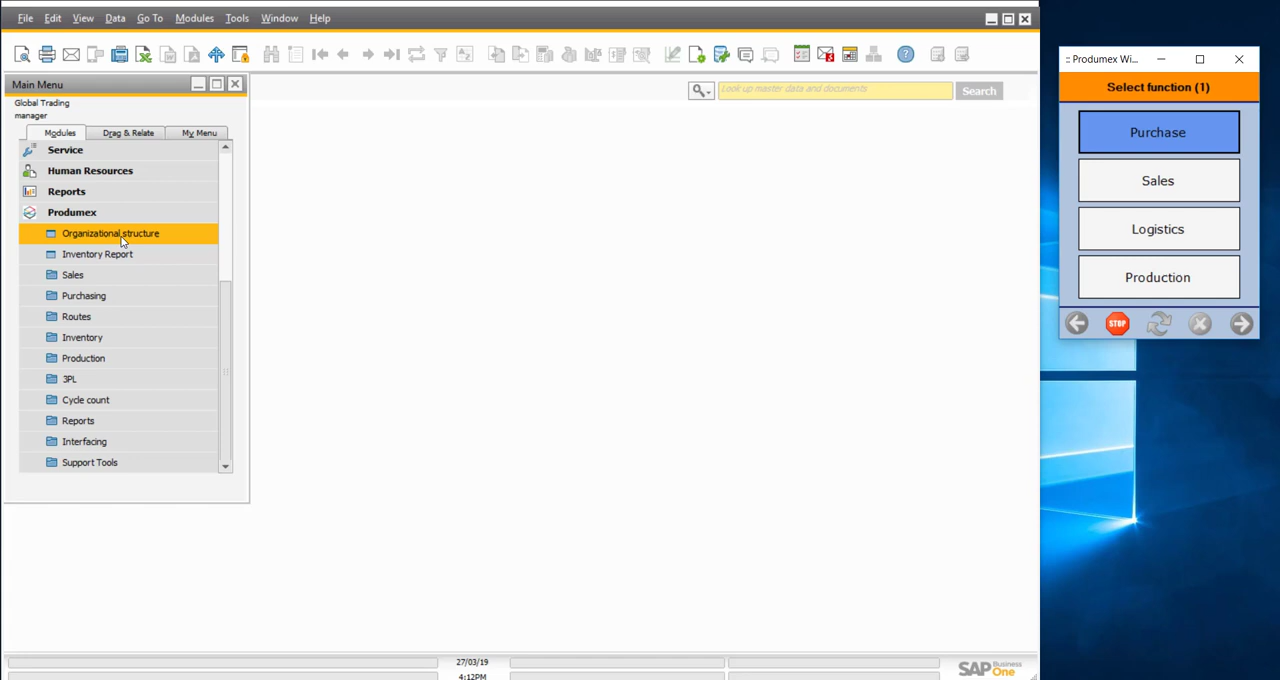 File Edit View Data Go To Modules Tools Window Help
Main Menu
Global Trading
manager
Modules Drag & Relate My Menu
Service
Human Resources
Reports
Produmex
Organizational structure
Inventory Report
Sales
Purchasing
Routes
Inventory
Production
3PL
Cycle count
Reports
Interfacing
Support Tools
Look up master data and documents Search
27/03/19
4:12PM
SAP Business One
:: Produmex Wi...
Select function (1)
Purchase
Sales
Logistics
Production
STOP